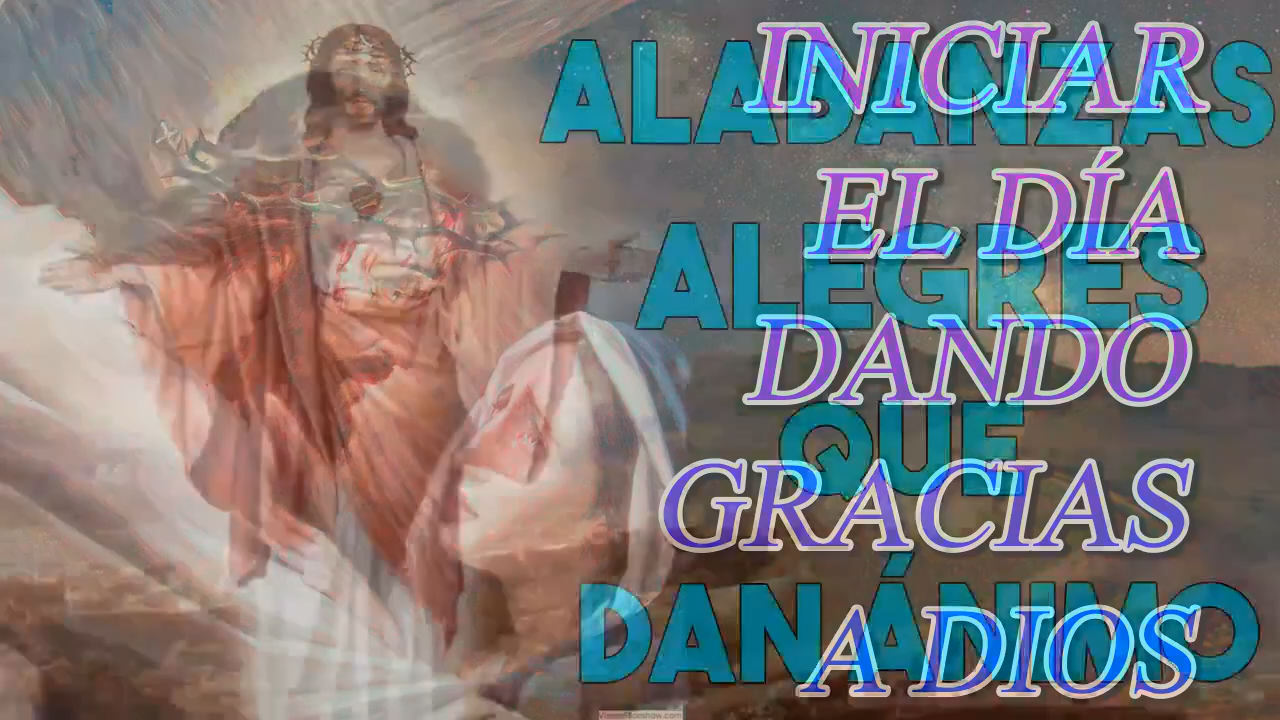 INICIAR
EL DÍA
DANDO
GRACIAS
A DIOS
ALABANZAS
ALEGRES
QUE
DAN ÁNIMO